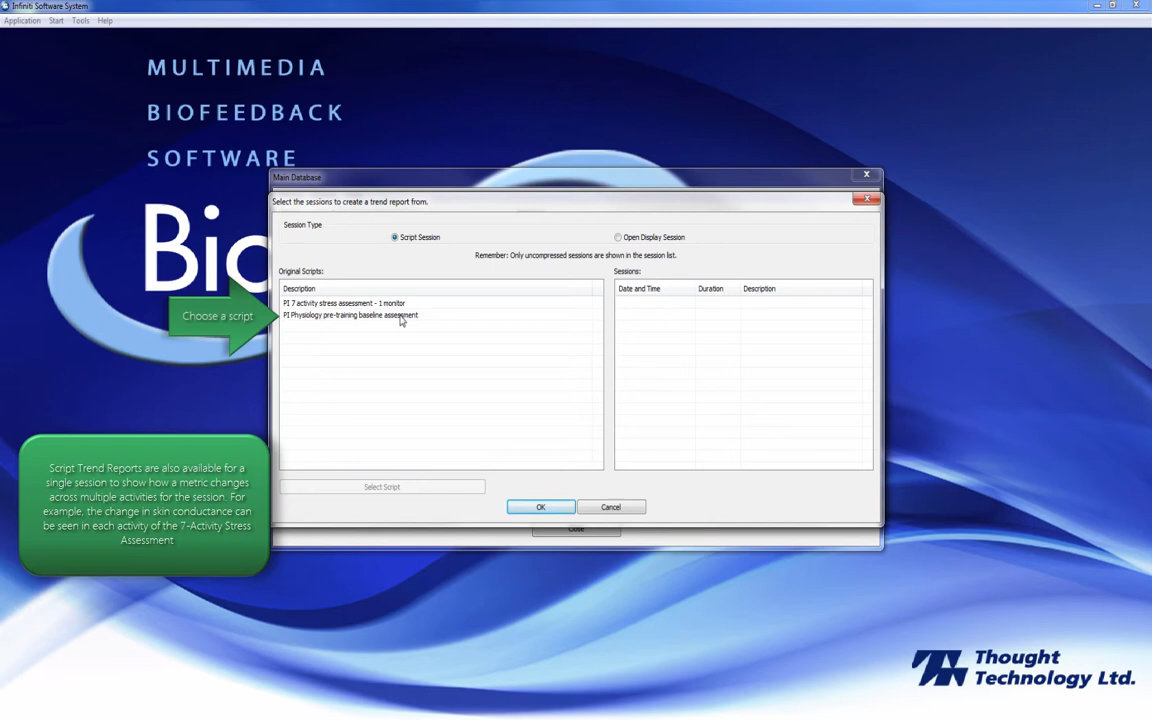 Infiniti Software System
Application Start Tools Help
MULTIMEDIA
BIOFEEDBACK
SOFTWARE
Bio
Main Database
Select the sessions to create a trend report from.
Session Type
Script Session
Open Display Session
Remember: Only uncompressed sessions are shown in the session list.
Original Scripts:
Sessions:
Description
Date and Time Duration Description
PI 7 activity stress assessment - 1 monitor
PI Physiology pre-training baseline assessment
Choose a script
Script Trend Reports are also available for a
single session to show how a metric changes
across multiple activities for the session. For
example, the change in skin conductance can
be seen in each activity of the 7-Activity Stress
Assessment
Select Script
OK
Cancel
Close
Thought
Technology Ltd.